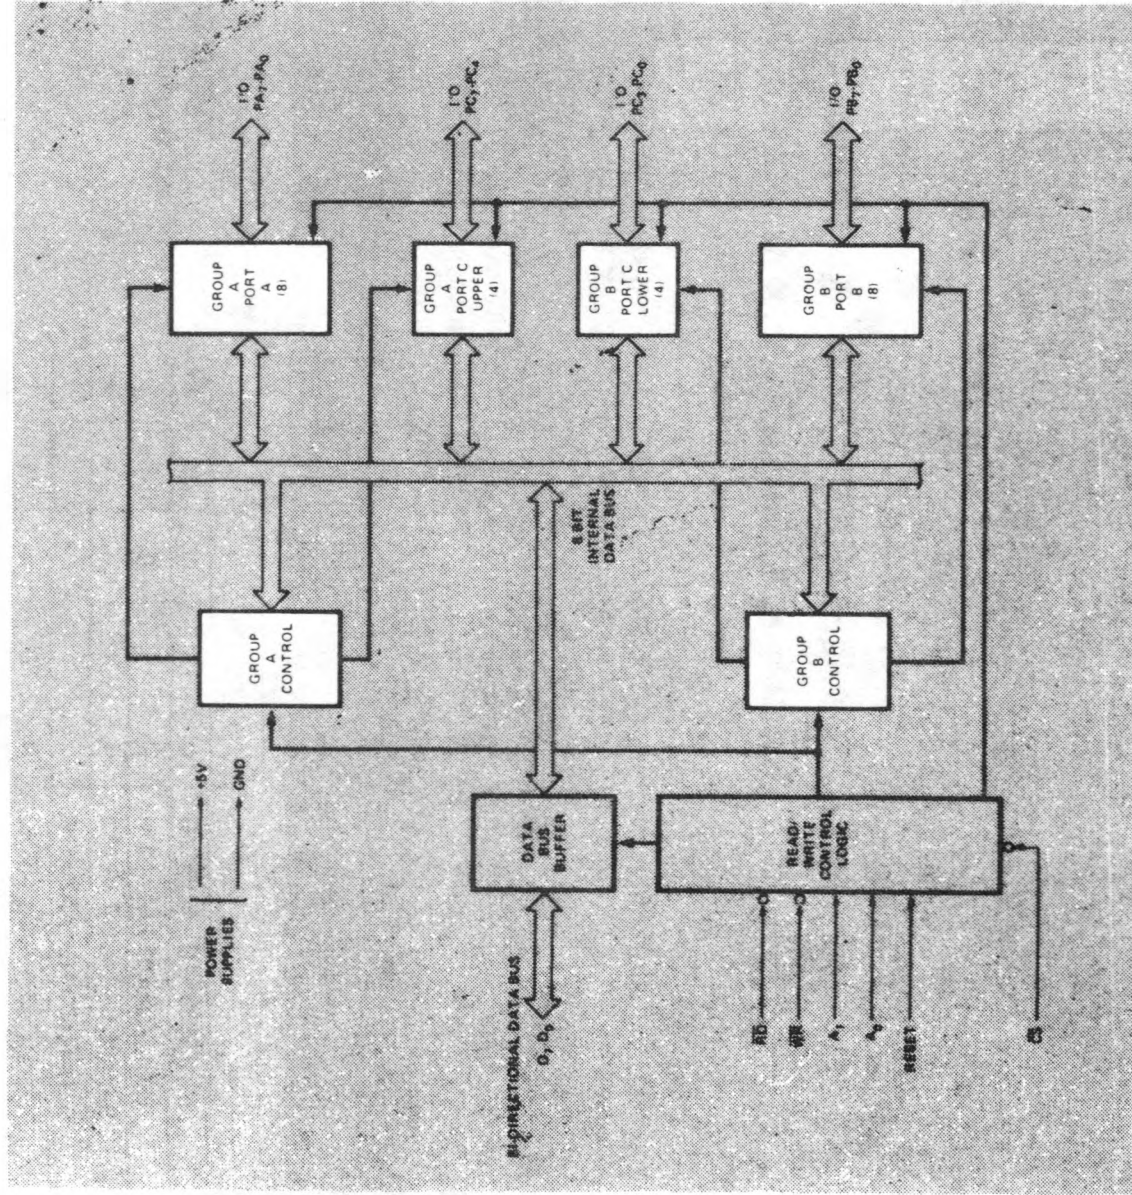 POWER
SUPPLIES
+5V
GND
GROUP
A
CONTROL
GROUP
A
PORT
A
(8)
I/O
PA7-PA0
GROUP
A
PORT C
UPPER
(4)
I/O
PC7-PC4
BI-DIRECTIONAL DATA BUS
D7 D0
DATA
BUS
BUFFER
8 BIT
INTERNAL
DATA BUS
GROUP
B
PORT C
LOWER
(4)
I/O
PC3-PC0
RD
WR
A1
A0
RESET
CS
READ/
WRITE
CONTROL
LOGIC
GROUP
B
CONTROL
GROUP
B
PORT
B
(8)
I/O
PB7-PB0